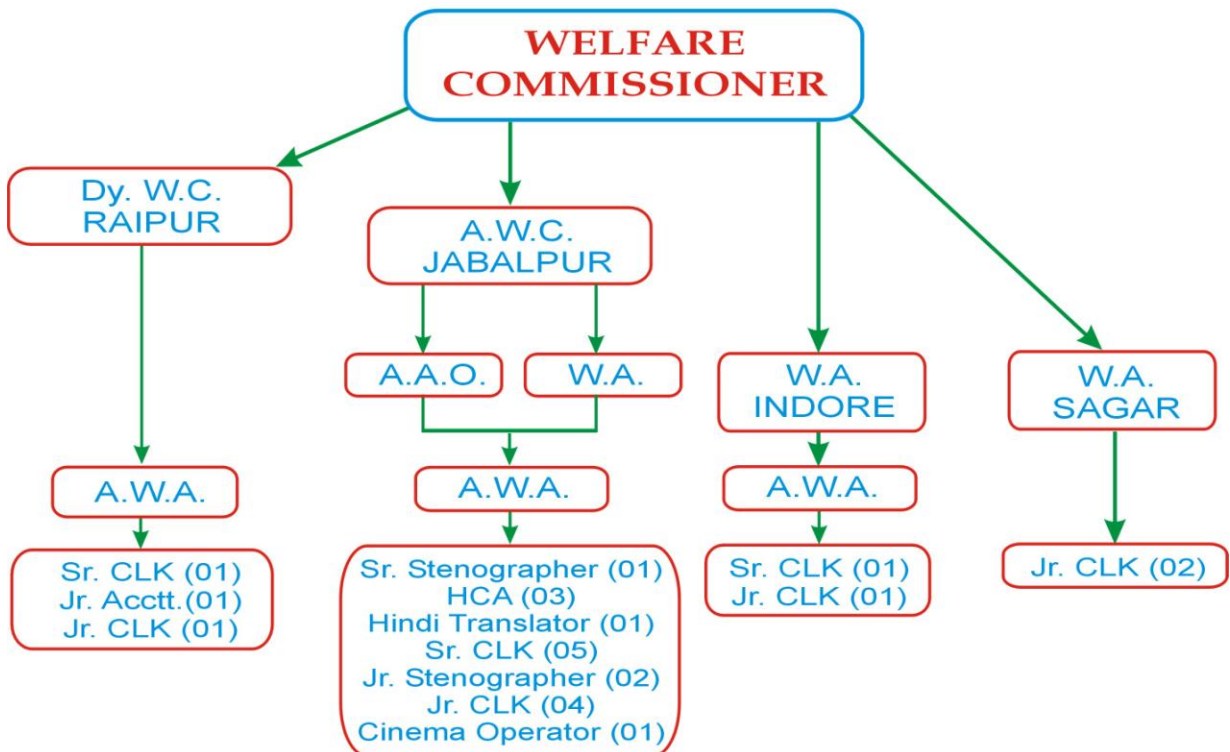 WELFARE
COMMISSIONER
Dy. W.C.
RAIPUR
A.W.C.
JABALPUR
A.A.O.
W.A.
W.A.
INDORE
W.A.
SAGAR
A.W.A.
A.W.A.
A.W.A.
Sr. CLK (01)
Jr. Acctt.(01)
Jr. CLK (01)
Sr. Stenographer (01)
HCA (03)
Hindi Translator (01)
Sr. CLK (05)
Jr. Stenographer (02)
Jr. CLK (04)
Cinema Operator (01)
Sr. CLK (01)
Jr. CLK (01)
Jr. CLK (02)